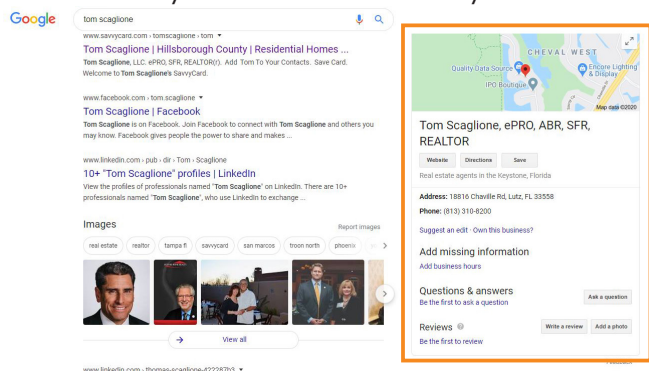 Google
tom scaglione
www.savvycard.com › tomscaglione › tom
Tom Scaglione | Hillsborough County | Residential Homes ...
Tom Scaglione, LLC. ePRO, SFR, REALTOR(r). Add Tom To Your Contacts. Save Card.
Welcome to Tom Scaglione's SavvyCard.
www.facebook.com › tom.scaglione
Tom Scaglione | Facebook
Tom Scaglione is on Facebook. Join Facebook to connect with Tom Scaglione and others you
may know. Facebook gives people the power to share and makes ...
www.linkedin.com › pub › dir › Tom › Scaglione
10+ "Tom Scaglione" profiles | LinkedIn
View the profiles of professionals named "Tom Scaglione" on LinkedIn. There are 10+
professionals named "Tom Scaglione", who use LinkedIn to exchange ...
Images
Report images
real estate
realtor
tampa fl
savvycard
san marcos
troon north
phoenix
View all
www.linkedin.com › thomas-scaglione-422287b3
CHEVAL WEST
Quality Data Source
Encore Lighting
& Display
IPO Boutique
Map data ©2020
Tom Scaglione, ePRO, ABR, SFR,
REALTOR
Website
Directions
Save
Real estate agents in the Keystone, Florida
Address: 18816 Chaville Rd, Lutz, FL 33558
Phone: (813) 310-8200
Suggest an edit · Own this business?
Add missing information
Add business hours
Questions & answers
Be the first to ask a question
Ask a question
Reviews
Write a review
Add a photo
Be the first to review